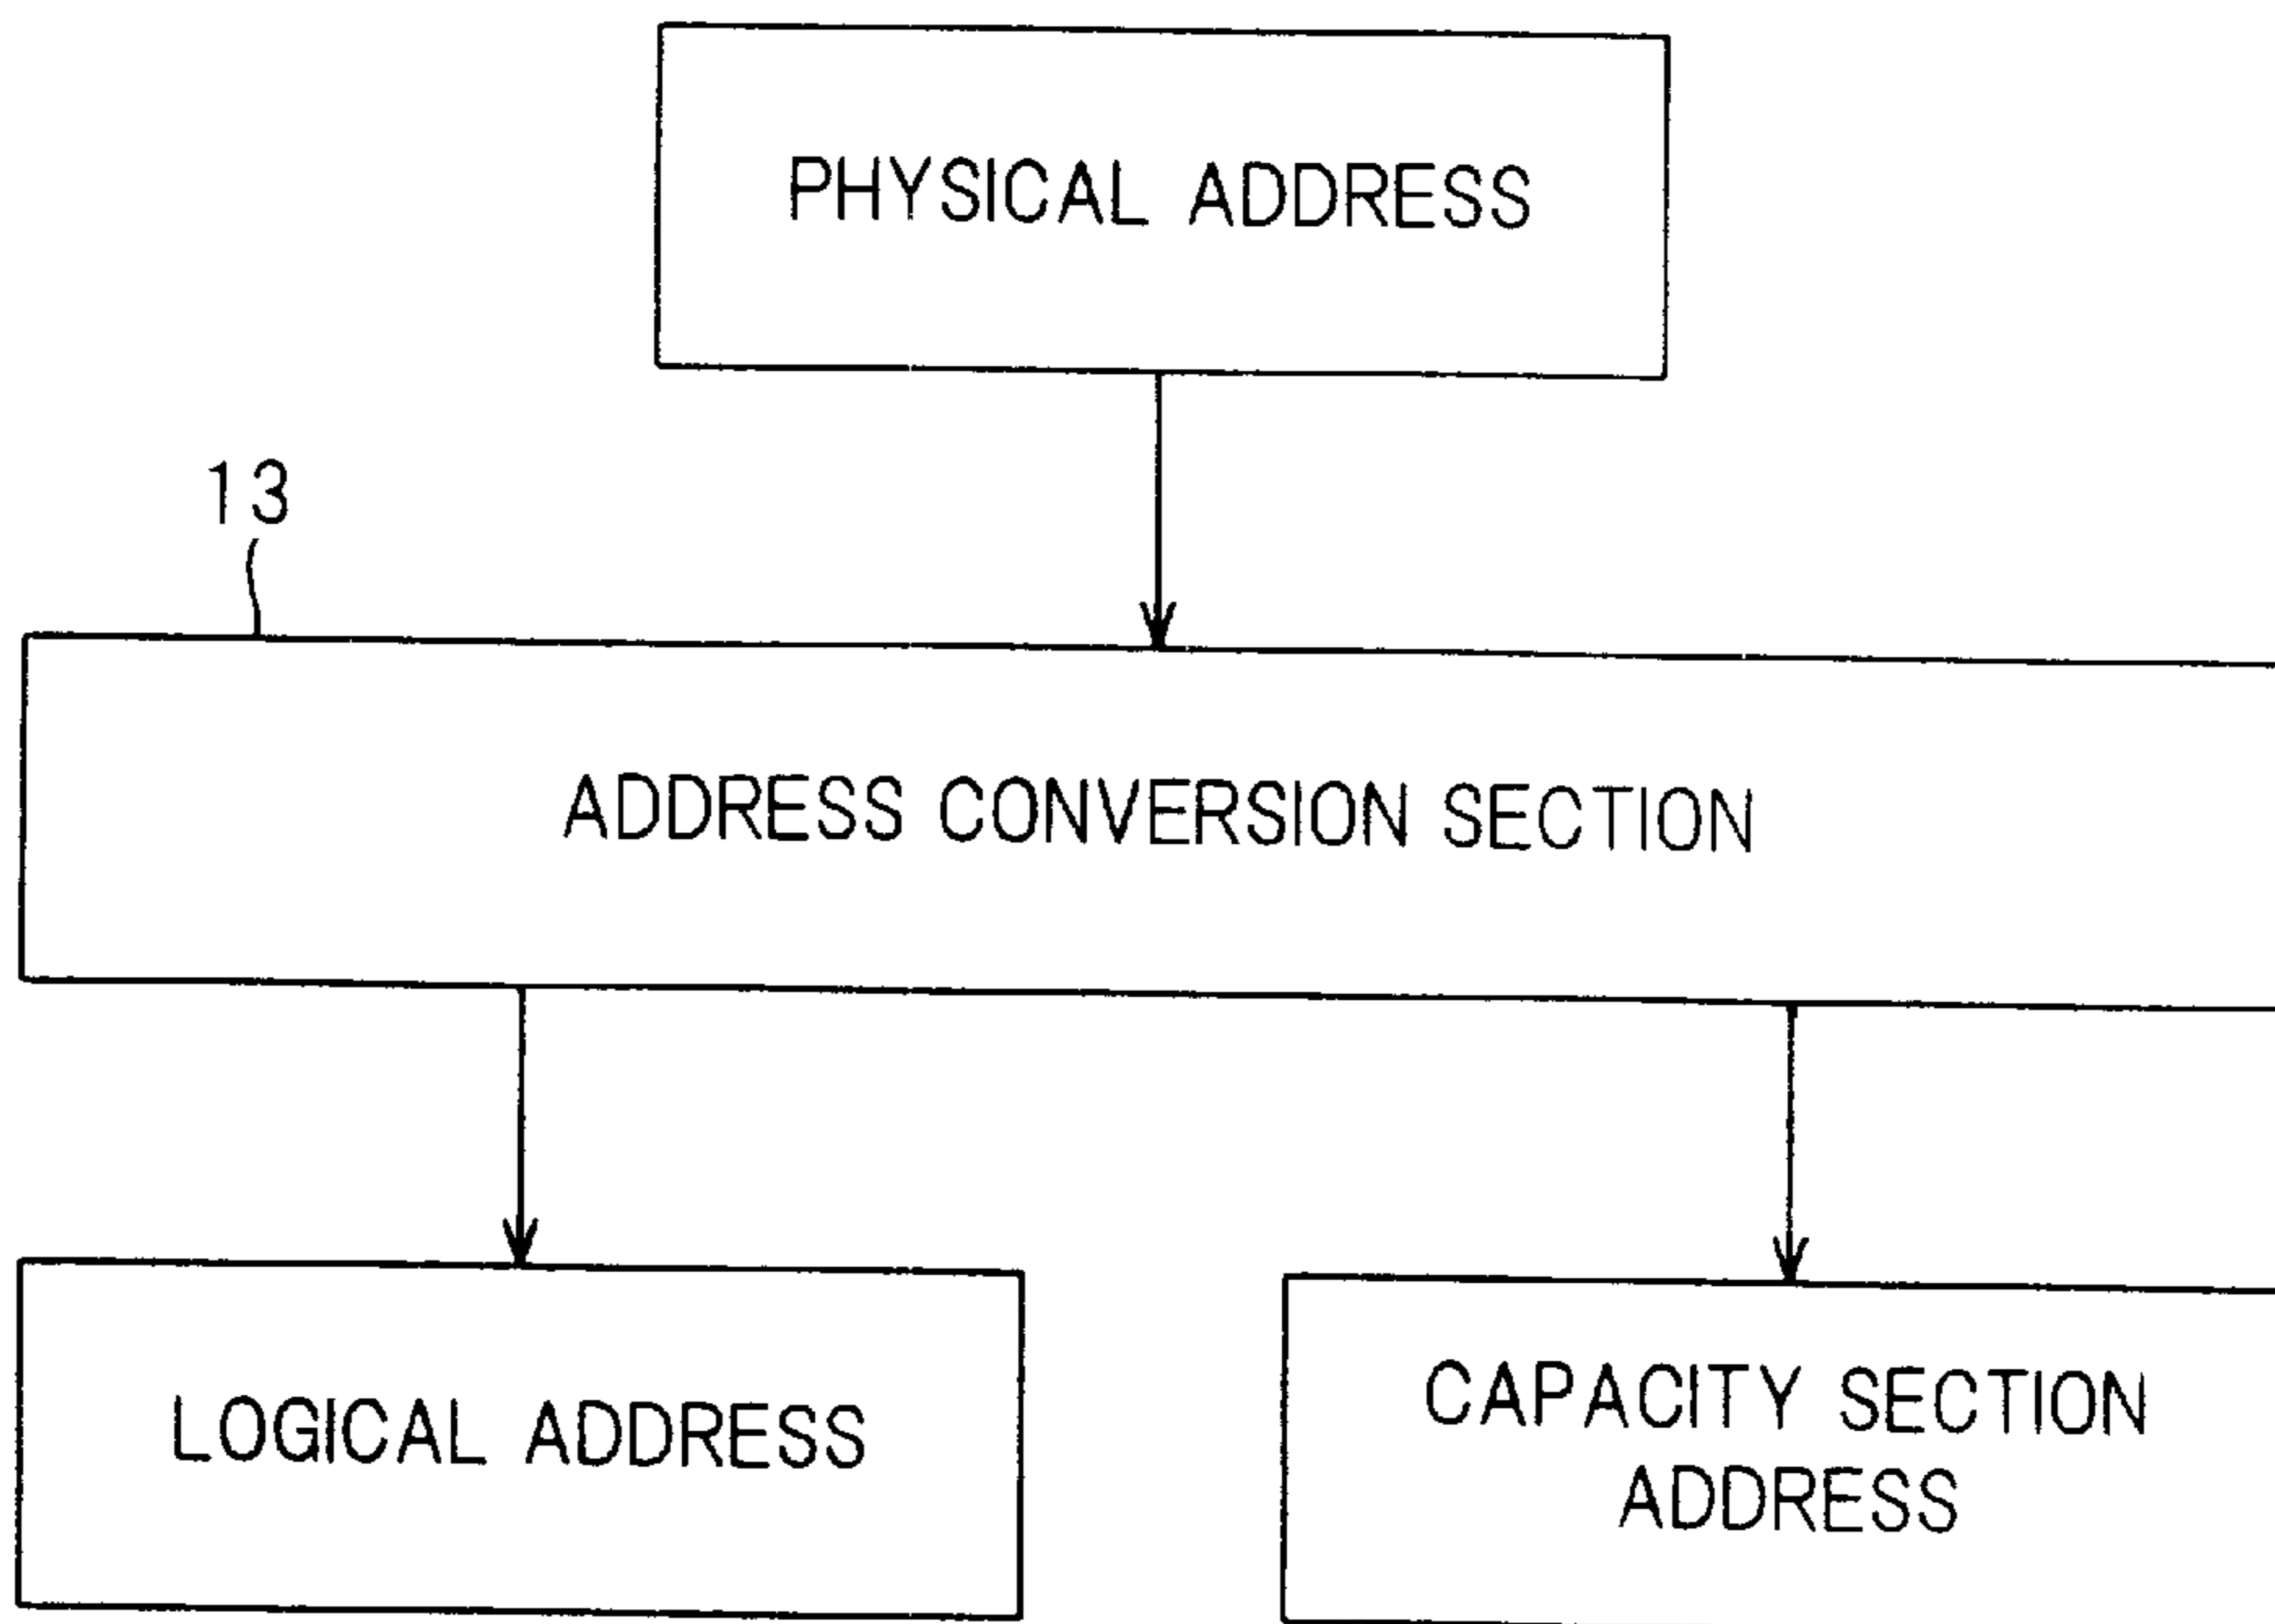 PHYSICAL ADDRESS
13
ADDRESS CONVERSION SECTION
LOGICAL ADDRESS
CAPACITY SECTION
ADDRESS